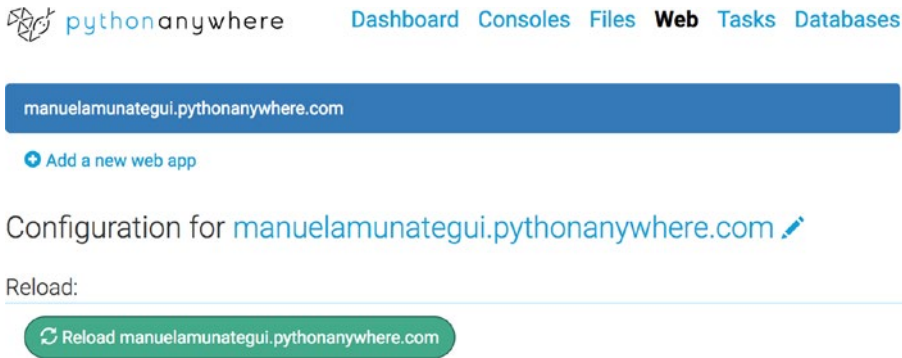 pythonanywhere Dashboard Consoles Files Web Tasks Databases
manuelamunategui.pythonanywhere.com
Add a new web app
Configuration for manuelamunategui.pythonanywhere.com
Reload:
Reload manuelamunategui.pythonanywhere.com